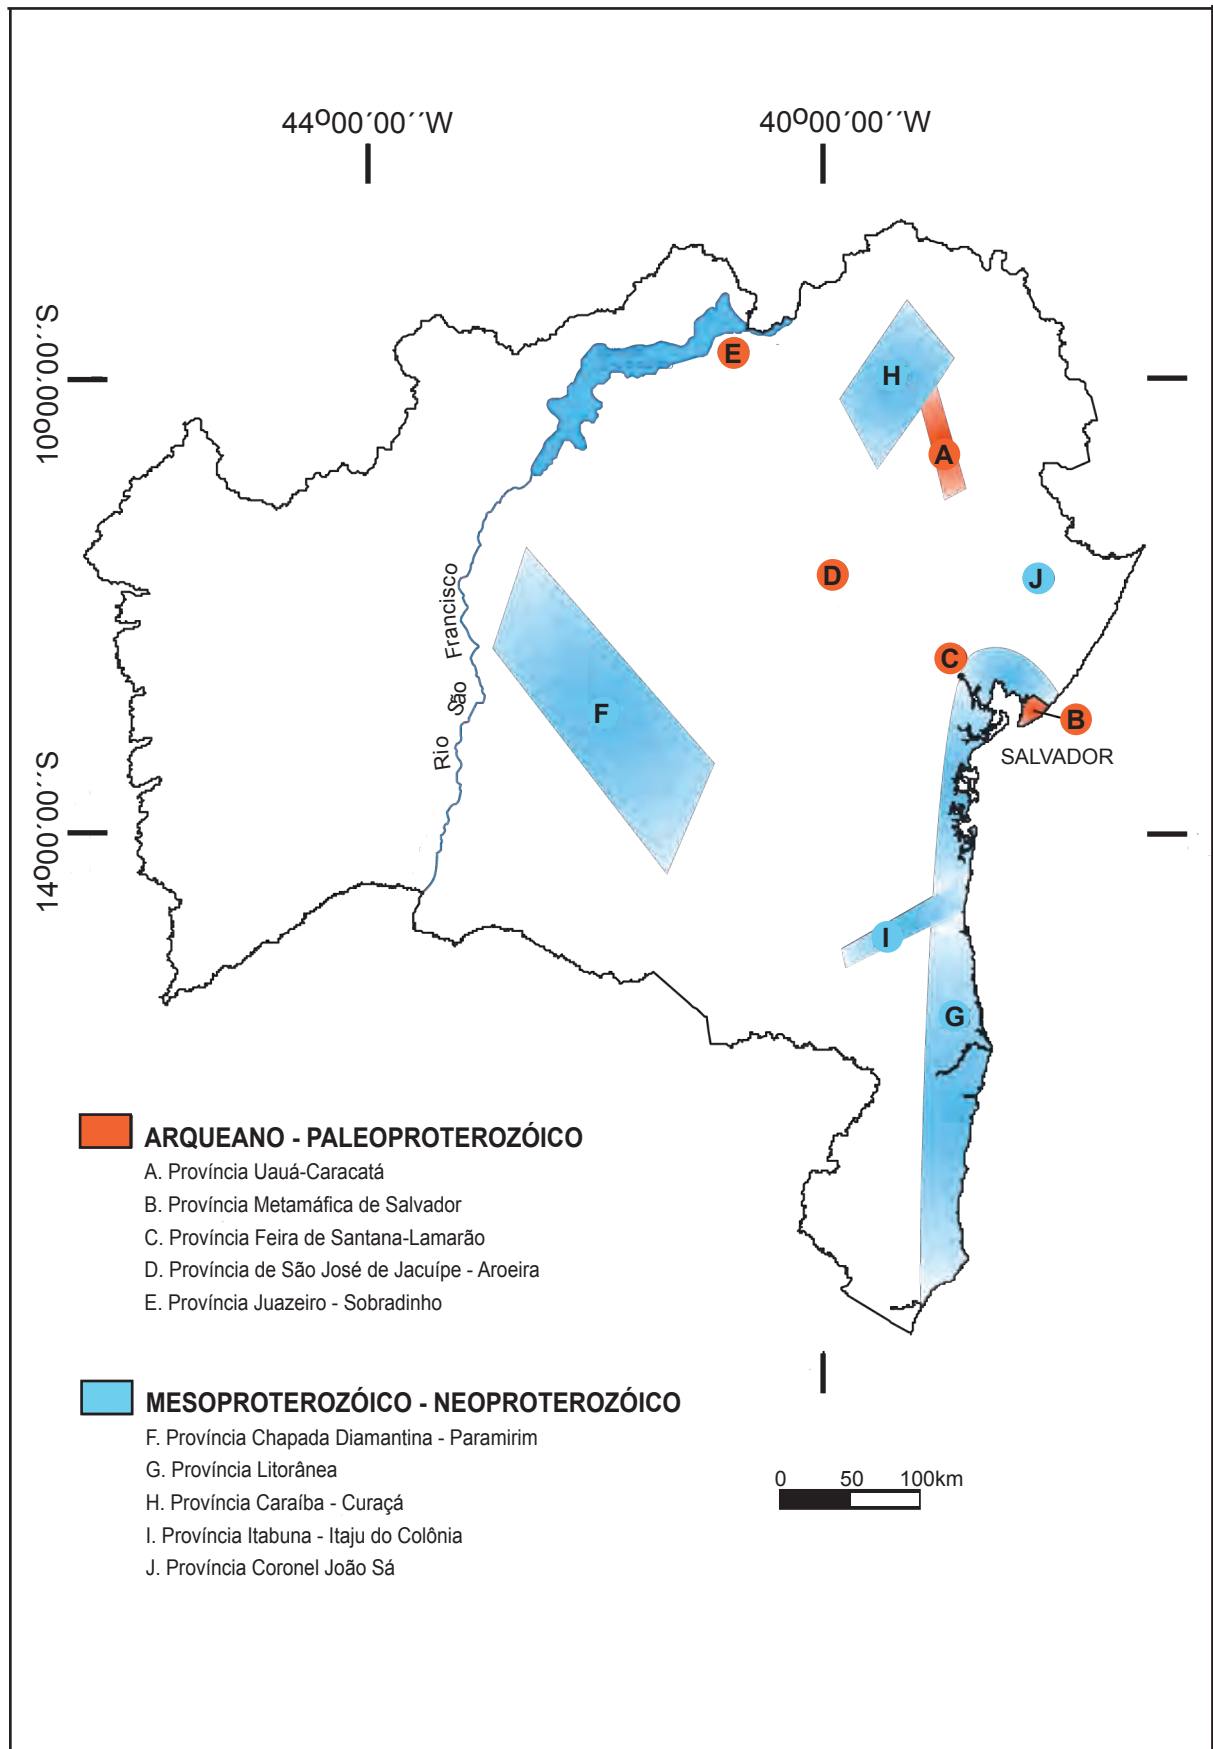 44º00´00´´W
40º00´00´´W
10º00´00´´S
E
H
A
Rio São Francisco
D
J
C
F
B
SALVADOR
14º00´00´´S
I
G
ARQUEANO - PALEOPROTEROZÓICO
A. Província Uauá-Caracatá
B. Província Metamáfica de Salvador
C. Província Feira de Santana-Lamarão
D. Província de São José de Jacuípe - Aroeira
E. Província Juazeiro - Sobradinho
MESOPROTEROZÓICO - NEOPROTEROZÓICO
F. Província Chapada Diamantina - Paramirim
G. Província Litorânea
H. Província Caraíba - Curaçá
I. Província Itabuna - Itaju do Colônia
J. Província Coronel João Sá
0 50 100km